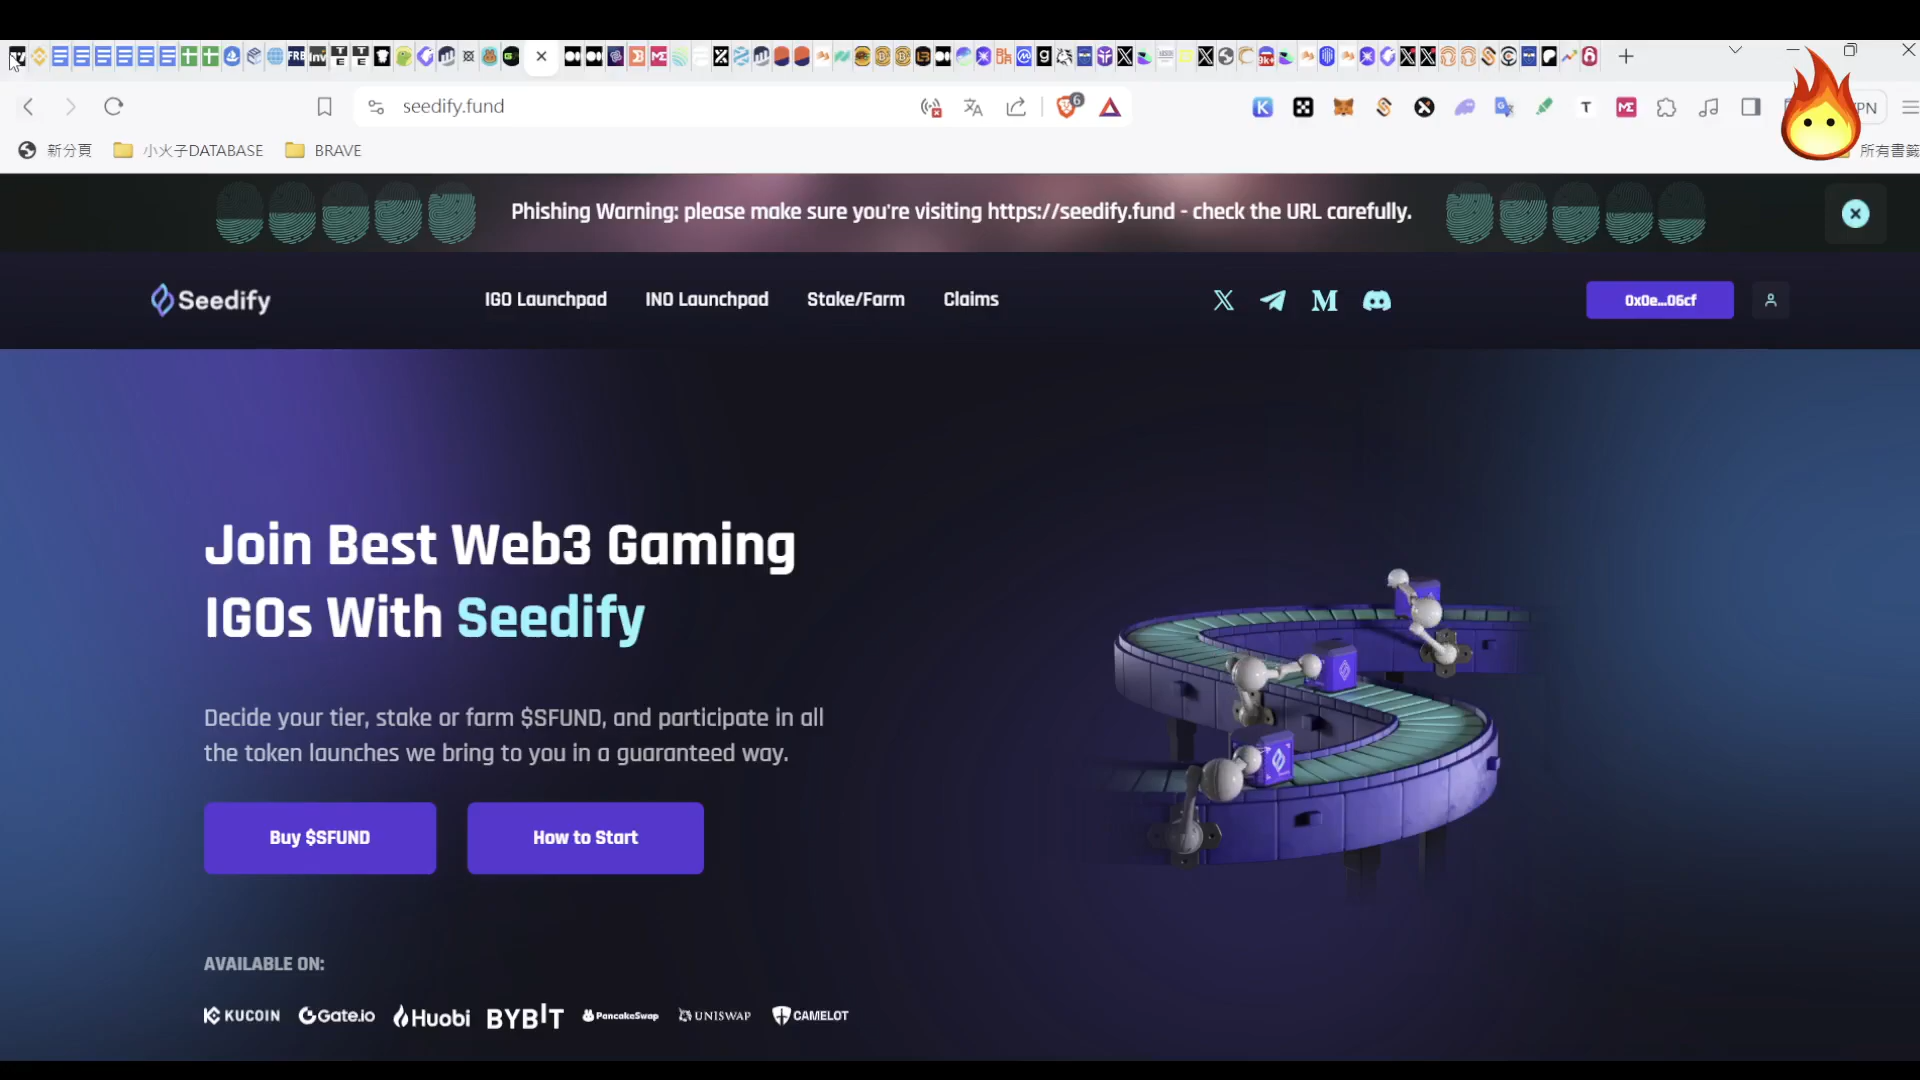 seedify.fund
6
VPN
新分頁
小火子DATABASE
BRAVE
所有書籤
Phishing Warning: please make sure you're visiting https://seedify.fund - check the URL carefully.
Seedify
IGO Launchpad
INO Launchpad
Stake/Farm
Claims
0x0e...06cf
Join Best Web3 Gaming
IGOs With Seedify
Decide your tier, stake or farm $SFUND, and participate in all
the token launches we bring to you in a guaranteed way.
Buy $SFUND
How to Start
AVAILABLE ON:
KUCOIN
Gate.io
Huobi
BYBIT
PancakeSwap
UNISWAP
CAMELOT